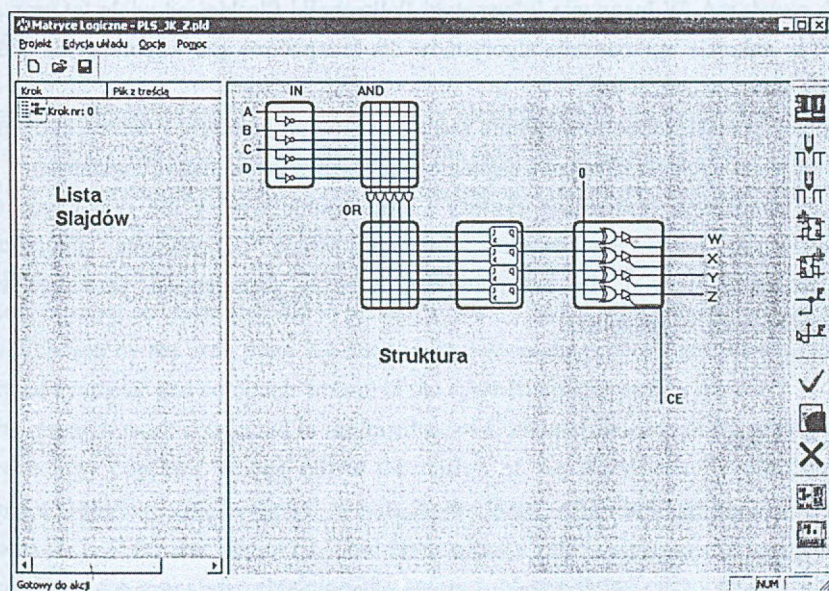 Matryce Logiczne - PLS_JK_Z.pld
Projekt Edycja układu Opcje Pomoc
Krok Plik z treścią
Krok nr: 0
IN AND
A
B
C
D
Lista
Slajdów
OR
0
W
X
Y
Z
Struktura
CE
Gotowy do akcji
NUM